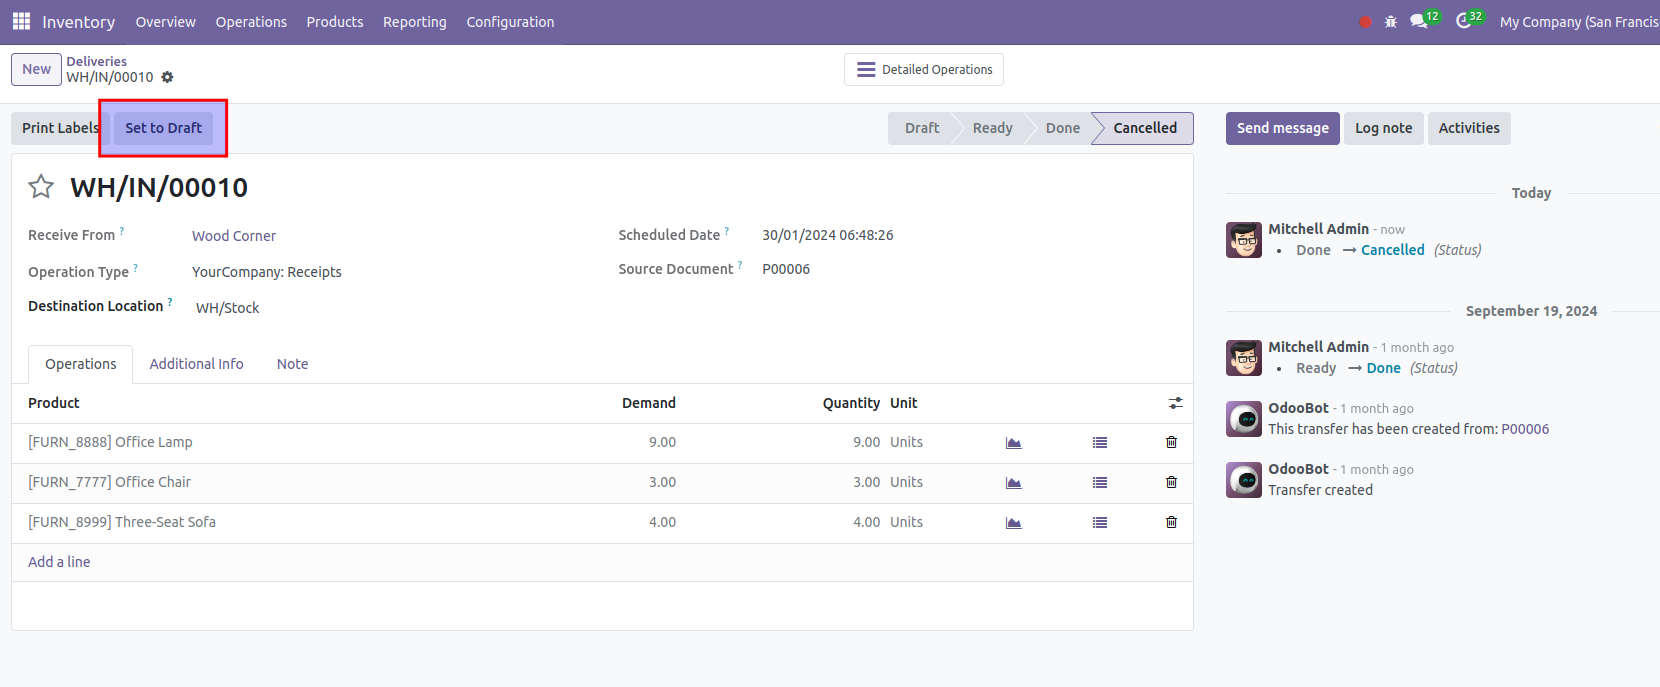 Inventory Overview Operations Products Reporting Configuration 12 32 My Company (San Francis
New Deliveries
WH/IN/00010
Detailed Operations
Print Labels Set to Draft Draft Ready Done Cancelled Send message Log note Activities
WH/IN/00010
Receive From ? Wood Corner Scheduled Date ? 30/01/2024 06:48:26
Operation Type ? YourCompany: Receipts Source Document ? P00006
Destination Location ? WH/Stock
Operations Additional Info Note
Product Demand Quantity Unit
[FURN_8888] Office Lamp 9.00 9.00 Units
[FURN_7777] Office Chair 3.00 3.00 Units
[FURN_8999] Three-Seat Sofa 4.00 4.00 Units
Add a line
Today
Mitchell Admin - now
• Done → Cancelled (Status)
September 19, 2024
Mitchell Admin - 1 month ago
• Ready → Done (Status)
OdooBot - 1 month ago
This transfer has been created from: P00006
OdooBot - 1 month ago
Transfer created